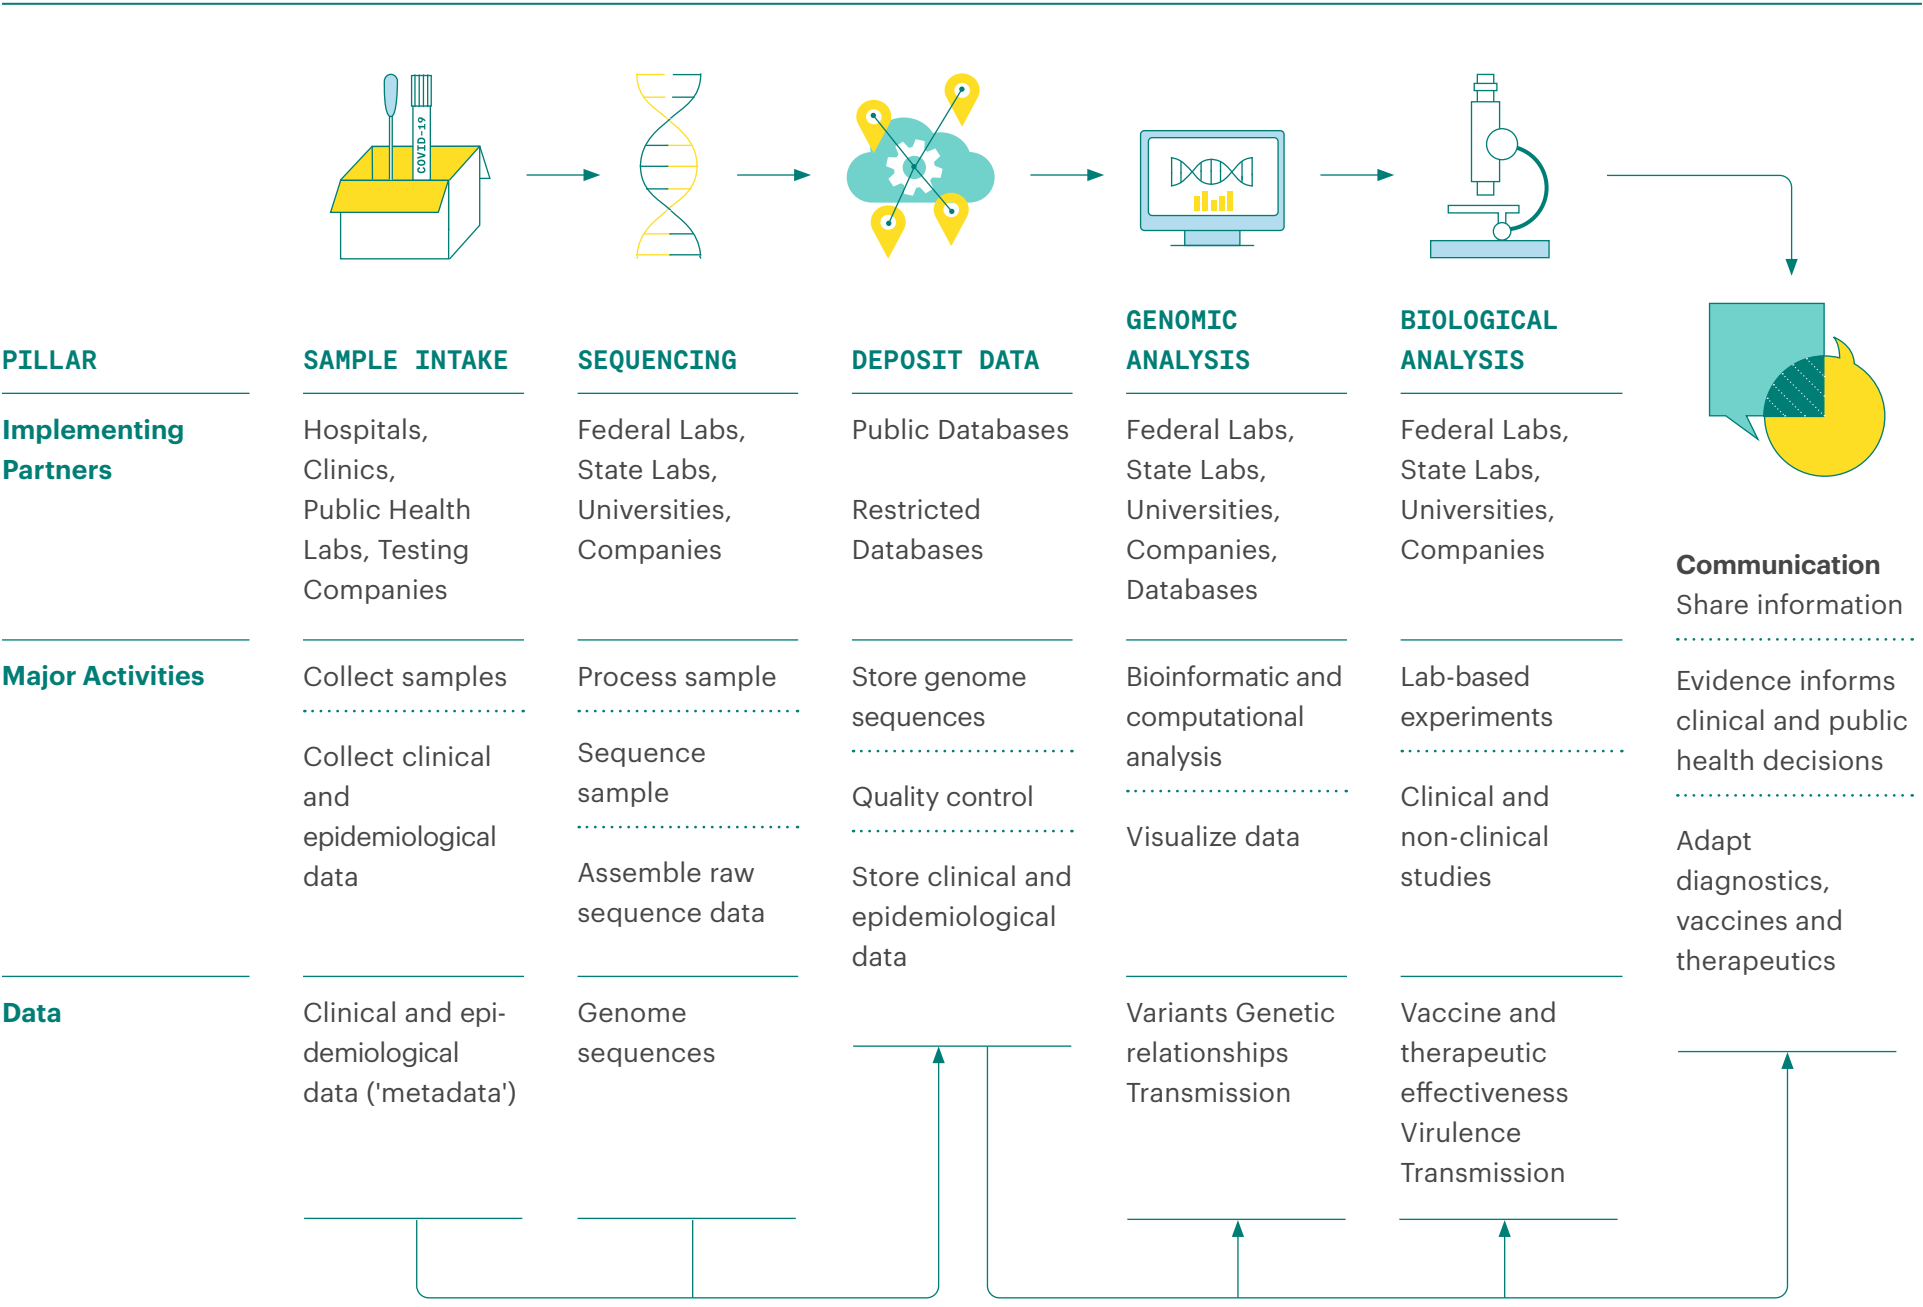 COVID-19
PILLAR
SAMPLE INTAKE
SEQUENCING
DEPOSIT DATA
GENOMIC
ANALYSIS
BIOLOGICAL
ANALYSIS
Implementing
Partners
Hospitals,
Clinics,
Public Health
Labs, Testing
Companies
Federal Labs,
State Labs,
Universities,
Companies
Public Databases
Restricted
Databases
Federal Labs,
State Labs,
Universities,
Companies,
Databases
Federal Labs,
State Labs,
Universities,
Companies
Major Activities
Collect samples
Collect clinical
and
epidemiological
data
Process sample
Sequence
sample
Assemble raw
sequence data
Store genome
sequences
Quality control
Store clinical and
epidemiological
data
Bioinformatic and
computational
analysis
Visualize data
Lab-based
experiments
Clinical and
non-clinical
studies
Data
Clinical and epi-
demiological
data ('metadata')
Genome
sequences
Variants Genetic
relationships
Transmission
Vaccine and
therapeutic
effectiveness
Virulence
Transmission
Communication
Share information
Evidence informs
clinical and public
health decisions
Adapt
diagnostics,
vaccines and
therapeutics